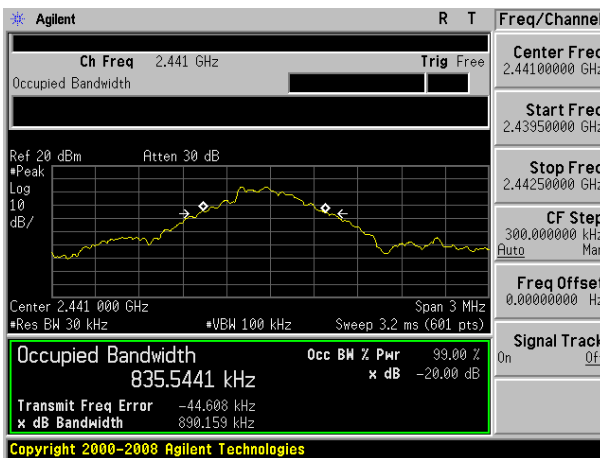 Agilent R T
Freq/Channel
Ch Freq 2.441 GHz Trig Free
Occupied Bandwidth
Center Freq
2.44100000 GHz
Start Freq
2.43950000 GHz
Stop Freq
2.44250000 GHz
CF Step
300.000000 kHz
Auto Man
Freq Offset
0.00000000 Hz
Signal Track
On Off
Ref 20 dBm Atten 30 dB
#Peak
Log
10
dB/
Center 2.441 000 GHz Span 3 MHz
#Res BW 30 kHz #VBW 100 kHz Sweep 3.2 ms (601 pts)
Occupied Bandwidth Occ BW % Pwr 99.00 %
835.5441 kHz x dB -20.00 dB
Transmit Freq Error -44.608 kHz
x dB Bandwidth 890.159 kHz
Copyright 2000-2008 Agilent Technologies